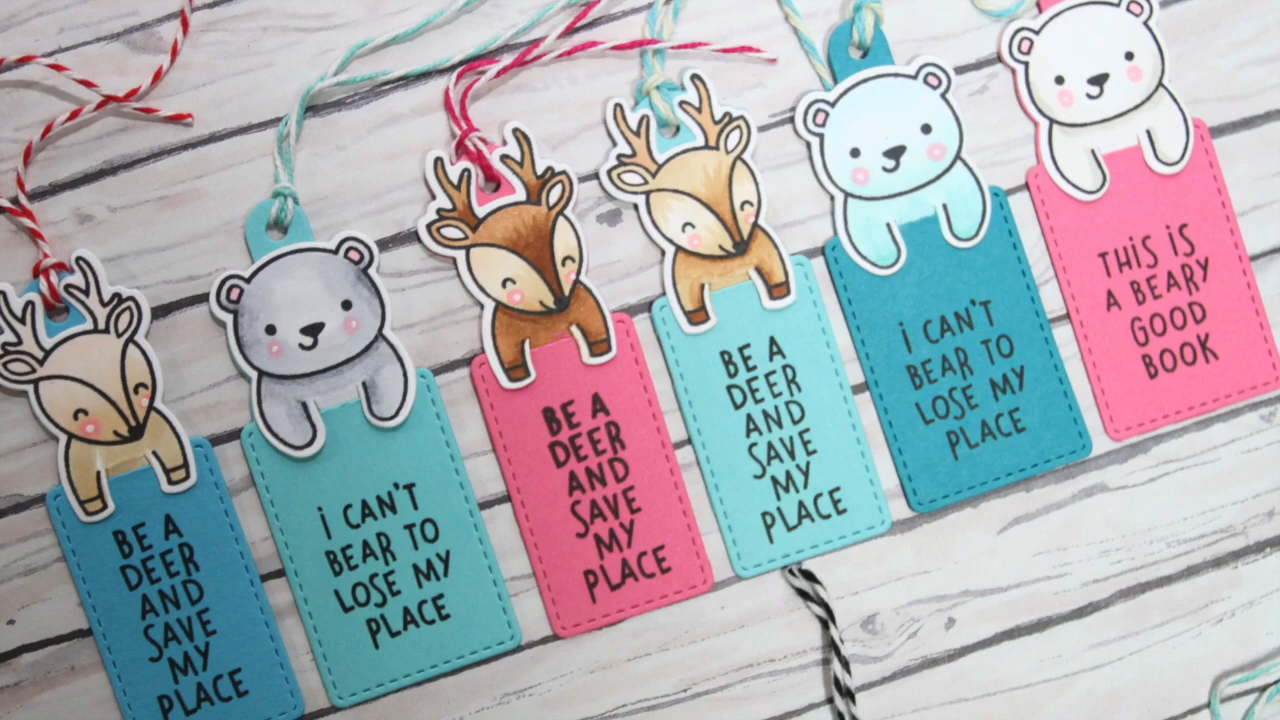 BE A
DEER
AND
SAVE
MY
PLACE
i CAN'T
BEAR TO
LOSE MY
PLACE
BE A
DEER
AND
SAVE
MY
PLACE
BE A
DEER
AND
SAVE
MY
PLACE
i CAN'T
BEAR TO
LOSE MY
PLACE
THiS iS
A BEARY
GOOD
BOOK